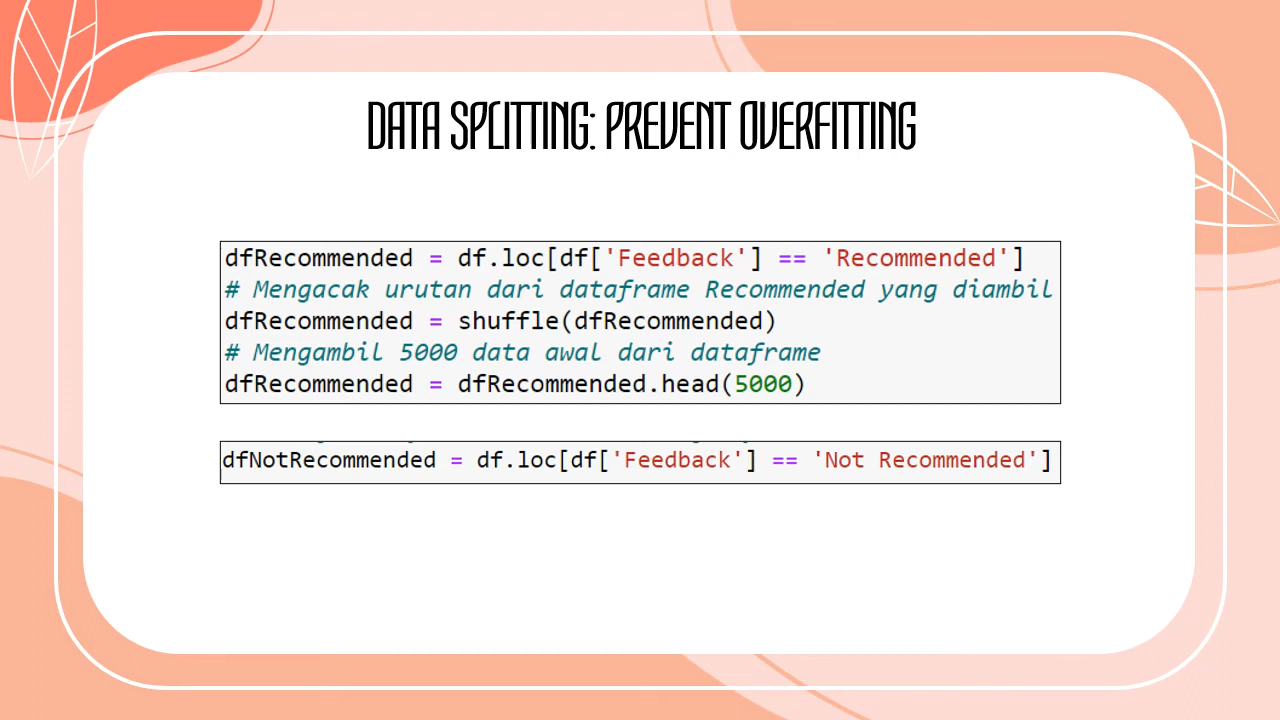 DATA SPLITTING: PREVENT OVERFITTING
dfRecommended = df.loc[df['Feedback'] == 'Recommended']
# Mengacak urutan dari dataframe Recommended yang diambil
dfRecommended = shuffle(dfRecommended)
# Mengambil 5000 data awal dari dataframe
dfRecommended = dfRecommended.head(5000)
dfNotRecommended = df.loc[df['Feedback'] == 'Not Recommended']